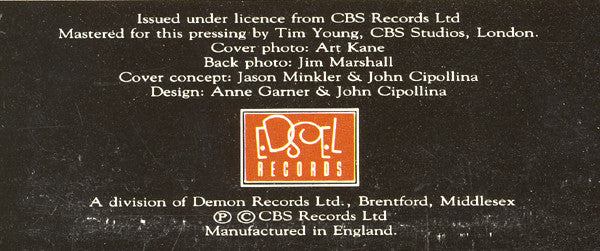 Issued under licence from CBS Records Ltd
Mastered for this pressing by Tim Young, CBS Studios, London.
Cover photo: Art Kane
Back photo: Jim Marshall
Cover concept: Jason Minkler & John Cipollina
Design: Anne Garner & John Cipollina
EDSEL
RECORDS
A division of Demon Records Ltd., Brentford, Middlesex
℗ © CBS Records Ltd
Manufactured in England.